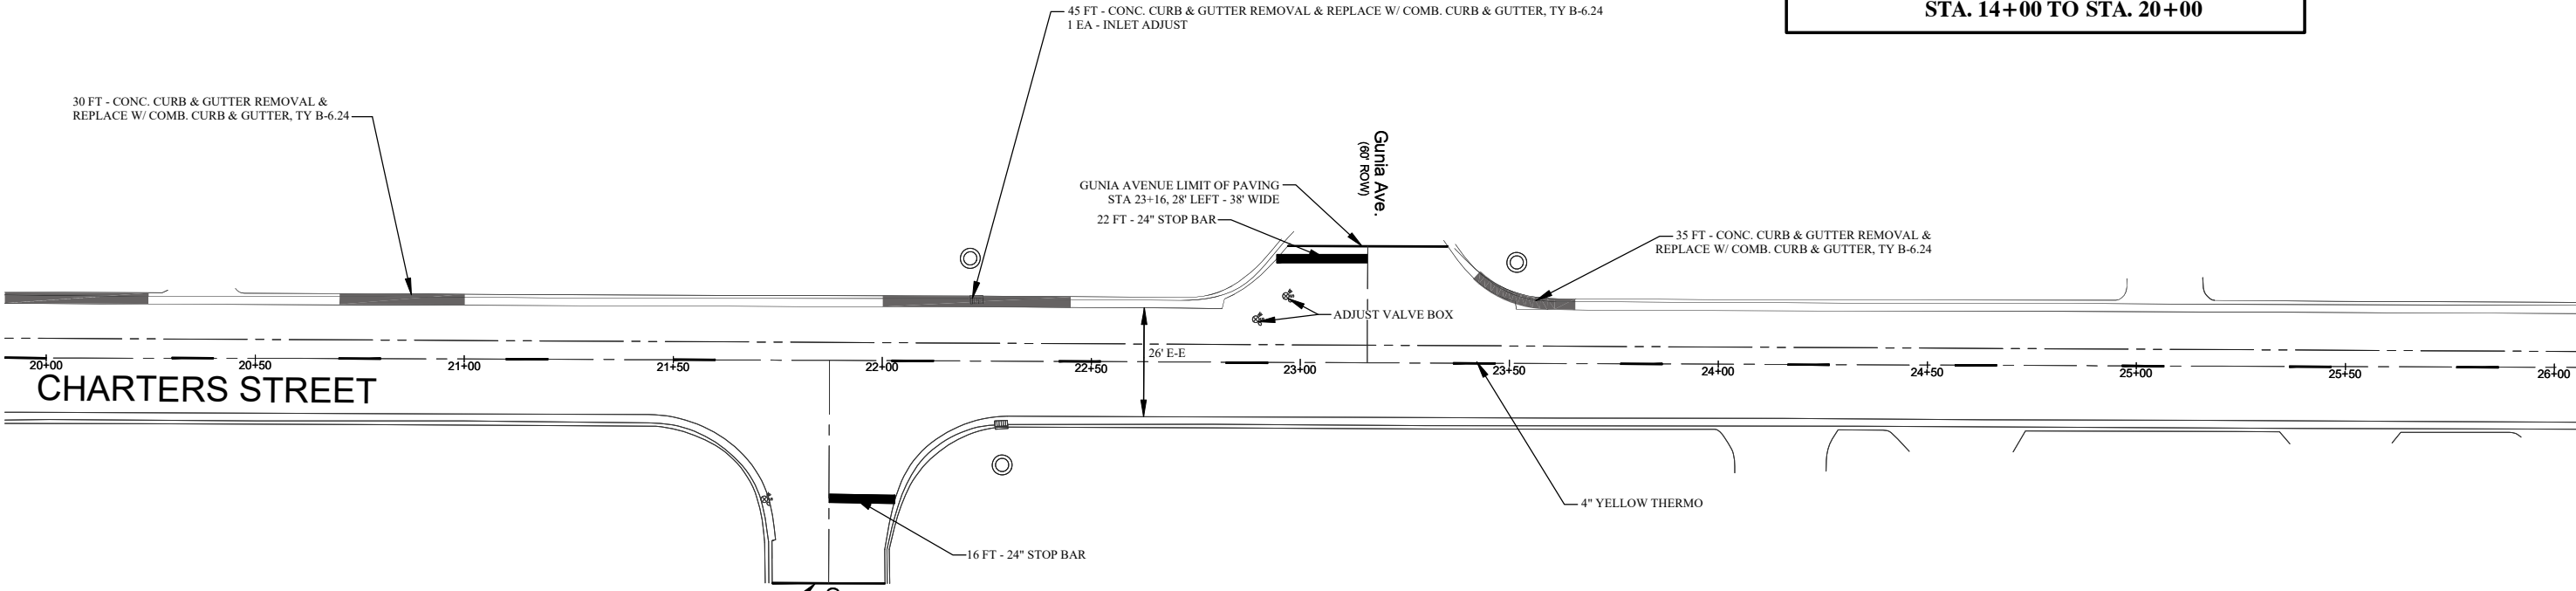 STA. 14+00 TO STA. 20+00
45 FT - CONC. CURB & GUTTER REMOVAL & REPLACE W/ COMB. CURB & GUTTER, TY B-6.24
1 EA - INLET ADJUST
30 FT - CONC. CURB & GUTTER REMOVAL &
REPLACE W/ COMB. CURB & GUTTER, TY B-6.24
Gunia Ave.
(60' ROW)
GUNIA AVENUE LIMIT OF PAVING
STA 23+16, 28' LEFT - 38' WIDE
22 FT - 24" STOP BAR
35 FT - CONC. CURB & GUTTER REMOVAL &
REPLACE W/ COMB. CURB & GUTTER, TY B-6.24
ADJUST VALVE BOX
26' E-E
20+00
20+50
21+00
21+50
22+00
22+50
23+00
23+50
24+00
24+50
25+00
25+50
26+00
CHARTERS STREET
4" YELLOW THERMO
16 FT - 24" STOP BAR